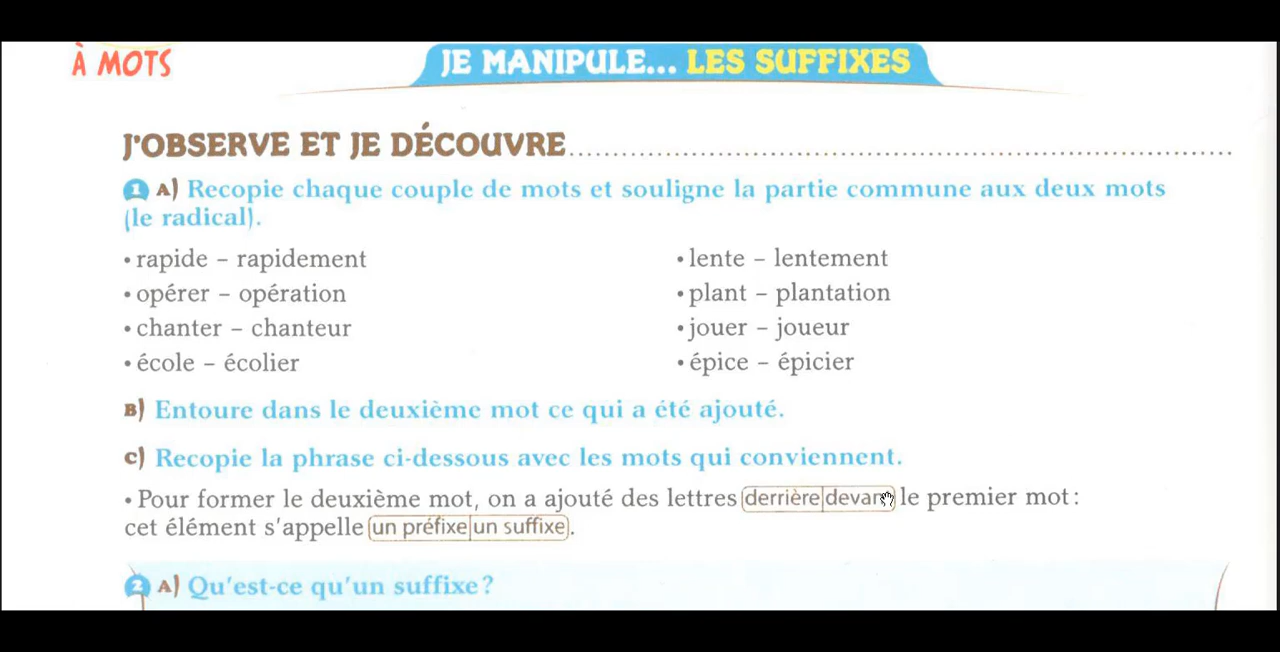 À MOTS
JE MANIPULE... LES SUFFIXES
J'OBSERVE ET JE DÉCOUVRE
1 A) Recopie chaque couple de mots et souligne la partie commune aux deux mots
(le radical).
• rapide – rapidement
• lente – lentement
• opérer – opération
• plant – plantation
• chanter – chanteur
• jouer – joueur
• école – écolier
• épice – épicier
B) Entoure dans le deuxième mot ce qui a été ajouté.
C) Recopie la phrase ci-dessous avec les mots qui conviennent.
• Pour former le deuxième mot, on a ajouté des lettres derrière|devant le premier mot :
cet élément s'appelle un préfixe|un suffixe.
2 A) Qu'est-ce qu'un suffixe ?